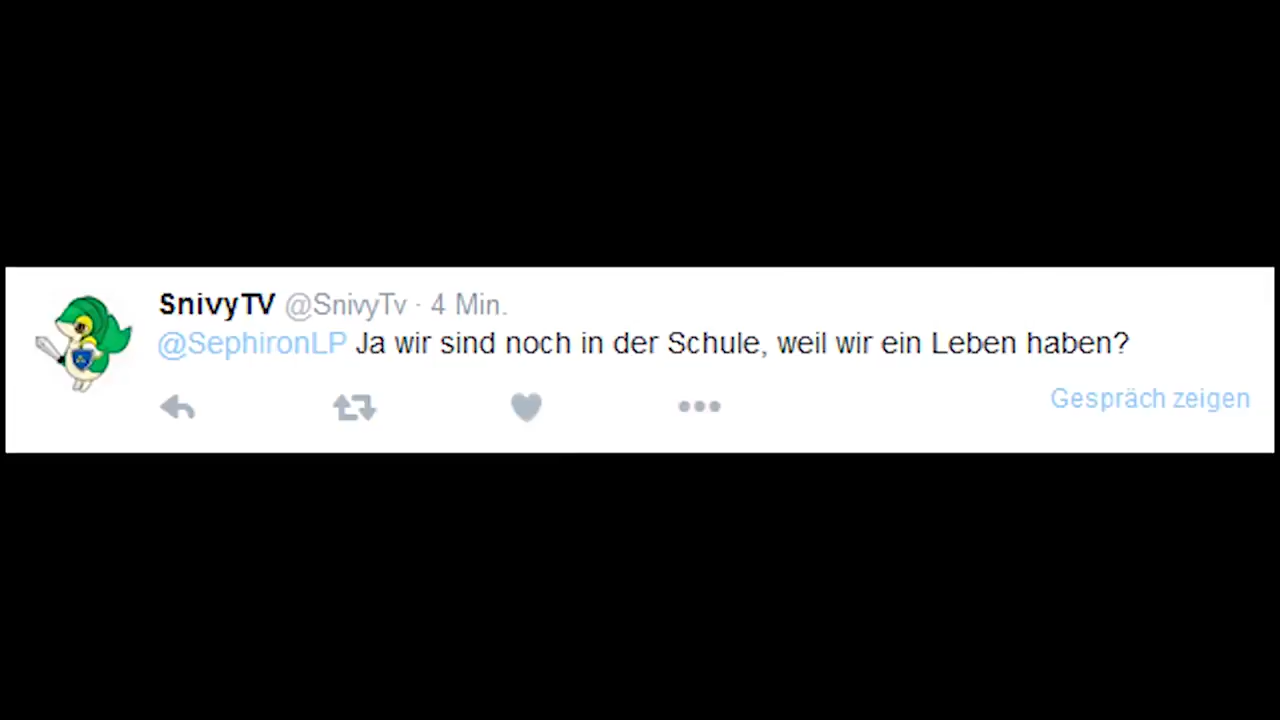 SnivyTV @SnivyTv · 4 Min.
@SephironLP Ja wir sind noch in der Schule, weil wir ein Leben haben?
Gespräch zeigen